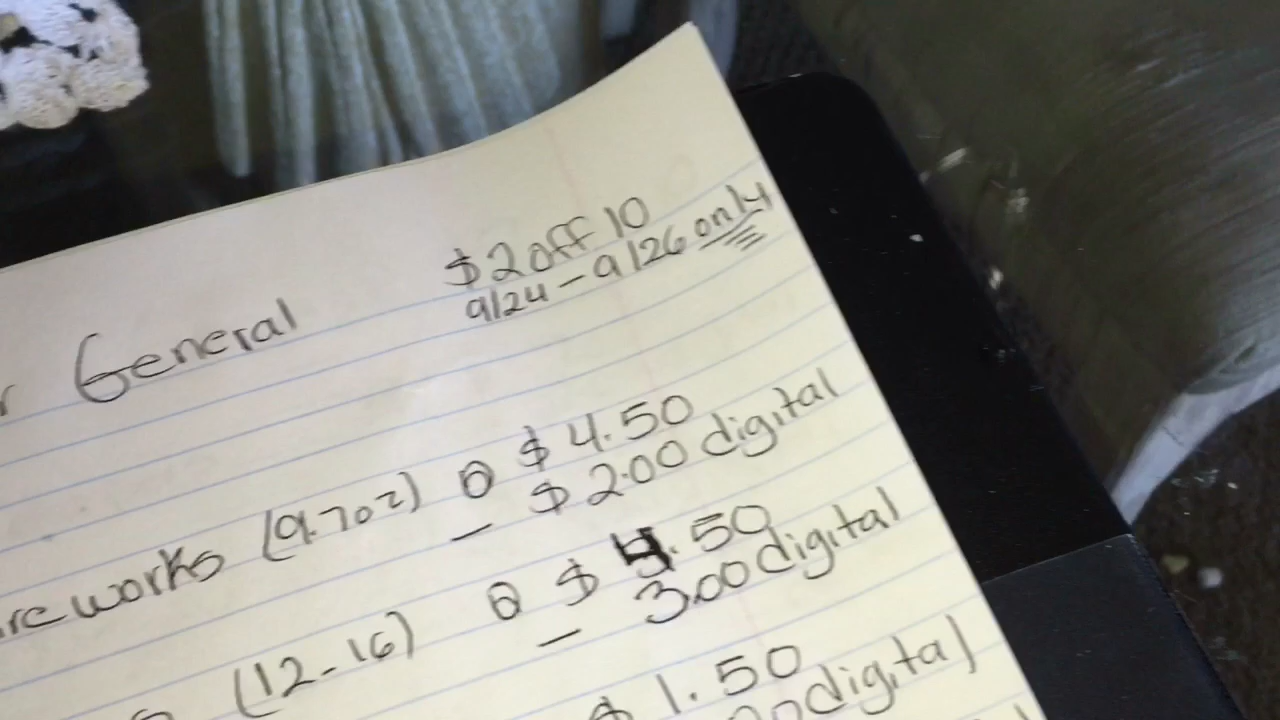 $2 off 10
9/24 - 9/26 only
General
works (9.7oz) @ $4.50
- $2.00 digital
(12-16) @ $4.50
- 3.00 digital
$1.50
digital